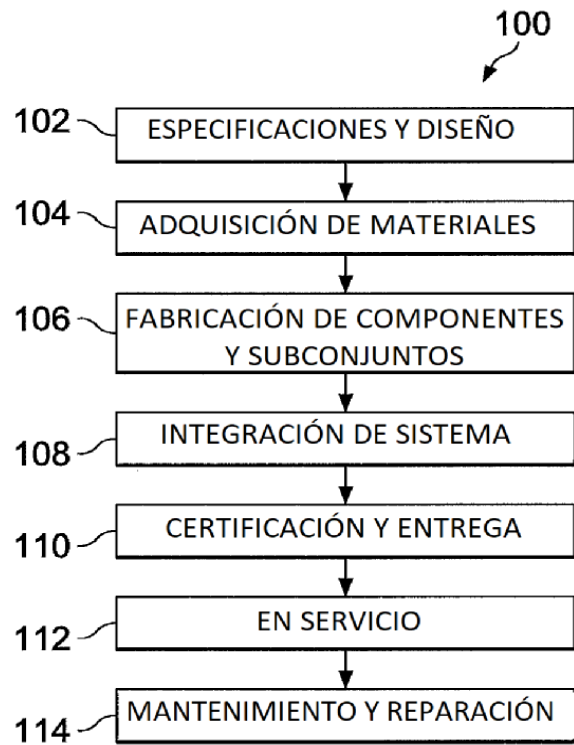 100
102 ESPECIFICACIONES Y DISEÑO
104 ADQUISICIÓN DE MATERIALES
106 FABRICACIÓN DE COMPONENTES
Y SUBCONJUNTOS
108 INTEGRACIÓN DE SISTEMA
110 CERTIFICACIÓN Y ENTREGA
112 EN SERVICIO
114 MANTENIMIENTO Y REPARACIÓN